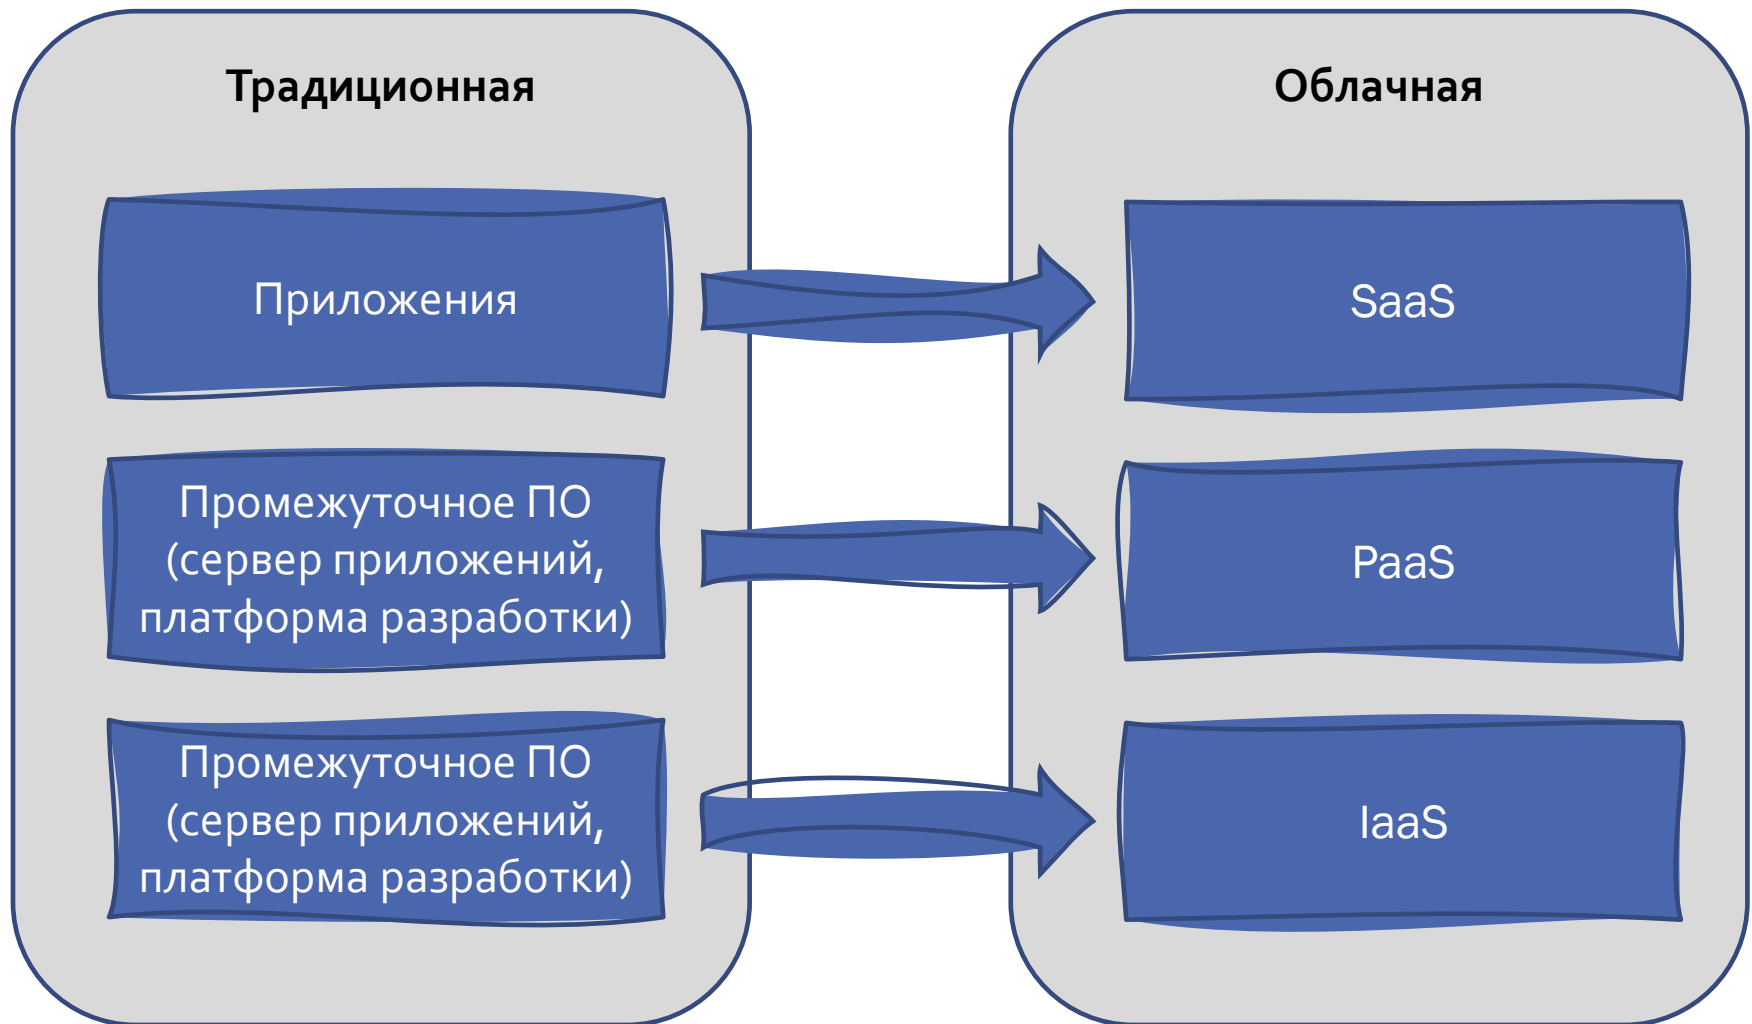 Традиционная
Облачная
Приложения
SaaS
Промежуточное ПО
(сервер приложений,
платформа разработки)
PaaS
Промежуточное ПО
(сервер приложений,
платформа разработки)
IaaS